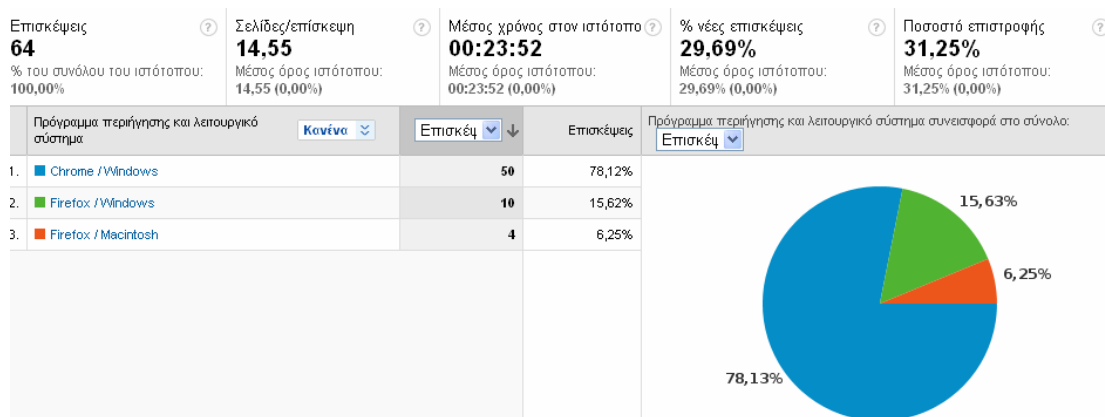 Επισκέψεις
64
% του συνόλου του ιστότοπου:
100,00%
Σελίδες/επίσκεψη
14,55
Μέσος όρος ιστότοπου:
14,55 (0,00%)
Μέσος χρόνος στον ιστότοπο
00:23:52
Μέσος όρος ιστότοπου:
00:23:52 (0,00%)
% νέες επισκέψεις
29,69%
Μέσος όρος ιστότοπου:
29,69% (0,00%)
Ποσοστό επιστροφής
31,25%
Μέσος όρος ιστότοπου:
31,25% (0,00%)
Πρόγραμμα περιήγησης και λειτουργικό
σύστημα
Κανένα
Επισκέψ
Επισκέψεις
Πρόγραμμα περιήγησης και λειτουργικό σύστημα συνεισφορά στο σύνολο:
Επισκέψ
1. Chrome / Windows 50 78,12%
2. Firefox / Windows 10 15,62%
3. Firefox / Macintosh 4 6,25%
15,63%
6,25%
78,13%